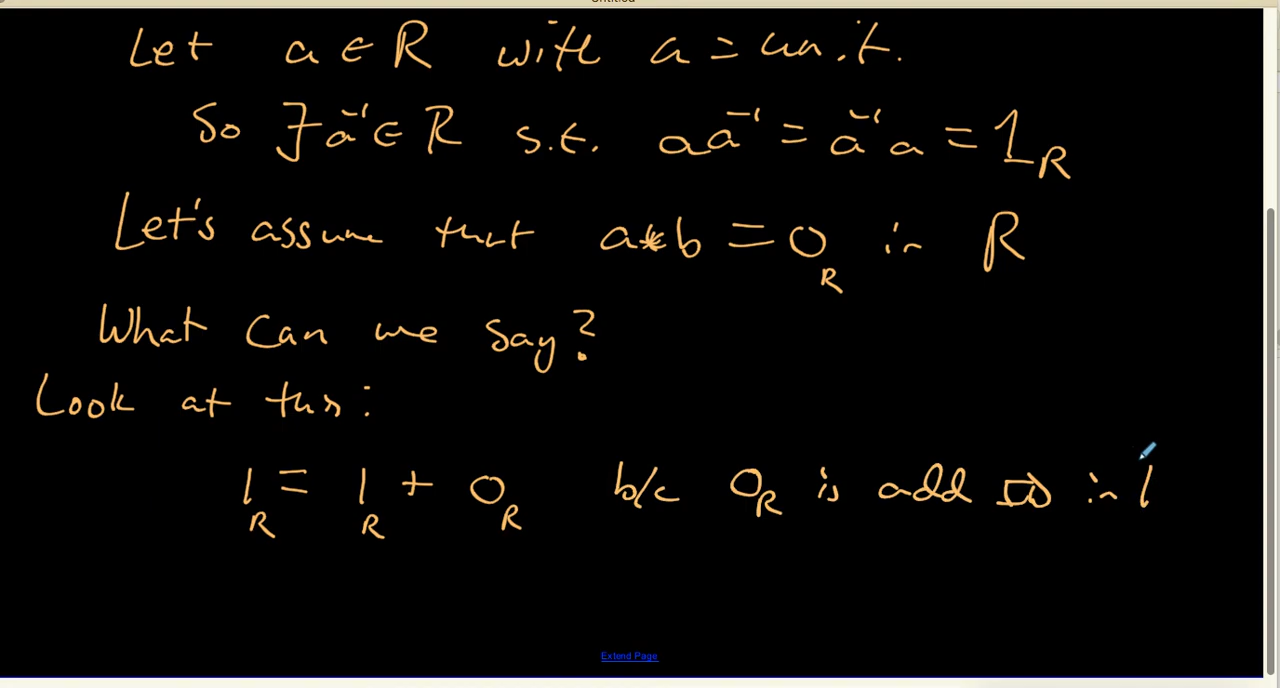 Let a ∈ R with a = unit.
So ∃ a⁻¹ ∈ R s.t. aa⁻¹ = a⁻¹a = 1_R
Let's assume that a*b = 0_R in R
What can we say?
Look at this:
1_R = 1_R + 0_R b/c 0_R is add ID in
Extend Page